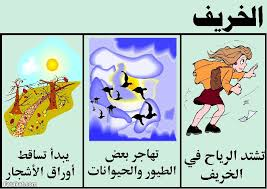 الخريف
تشتد الرياح في
الخريف
تهاجر بعض
الطيور والحيوانات
يبدأ تساقط
أوراق الأشجار